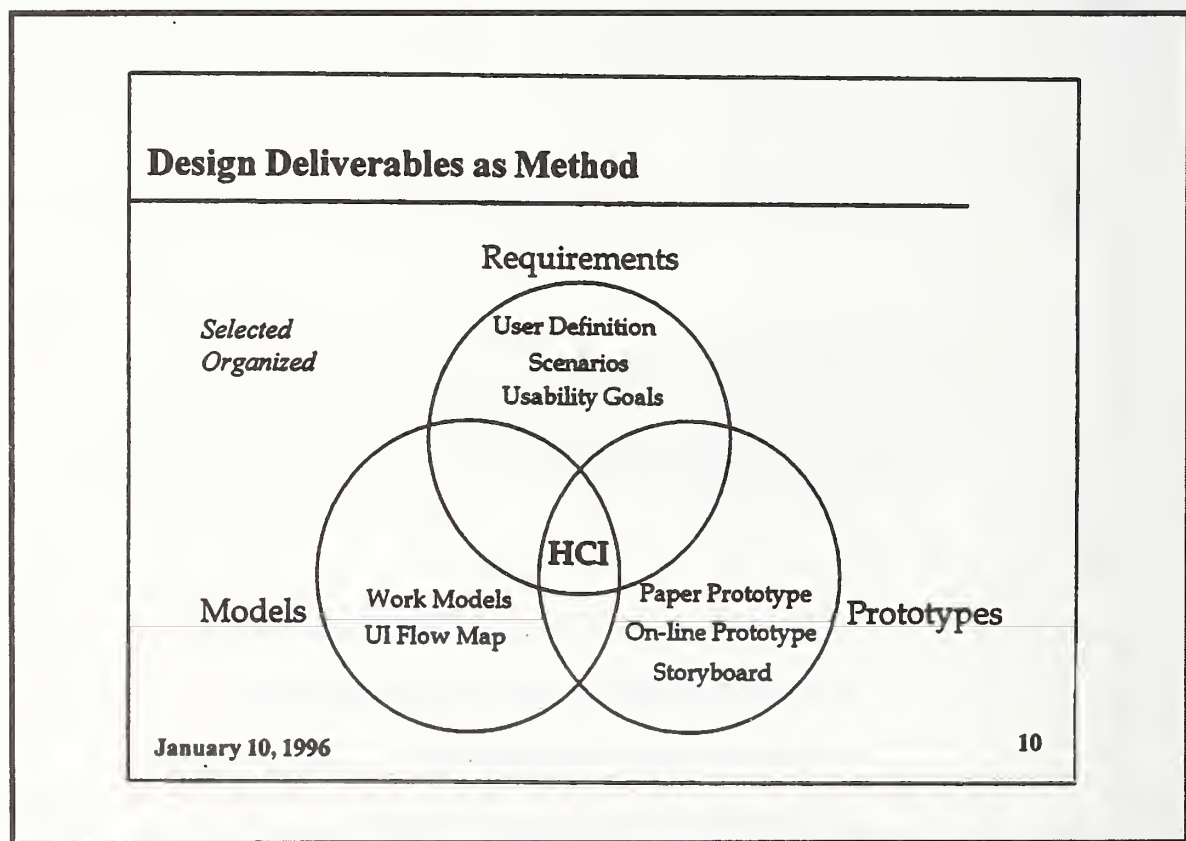 Design Deliverables as Method
Requirements
Selected
Organized
User Definition
Scenarios
Usability Goals
HCI
Models
Work Models
UI Flow Map
Paper Prototype
On-line Prototype
Storyboard
Prototypes
January 10, 1996
10